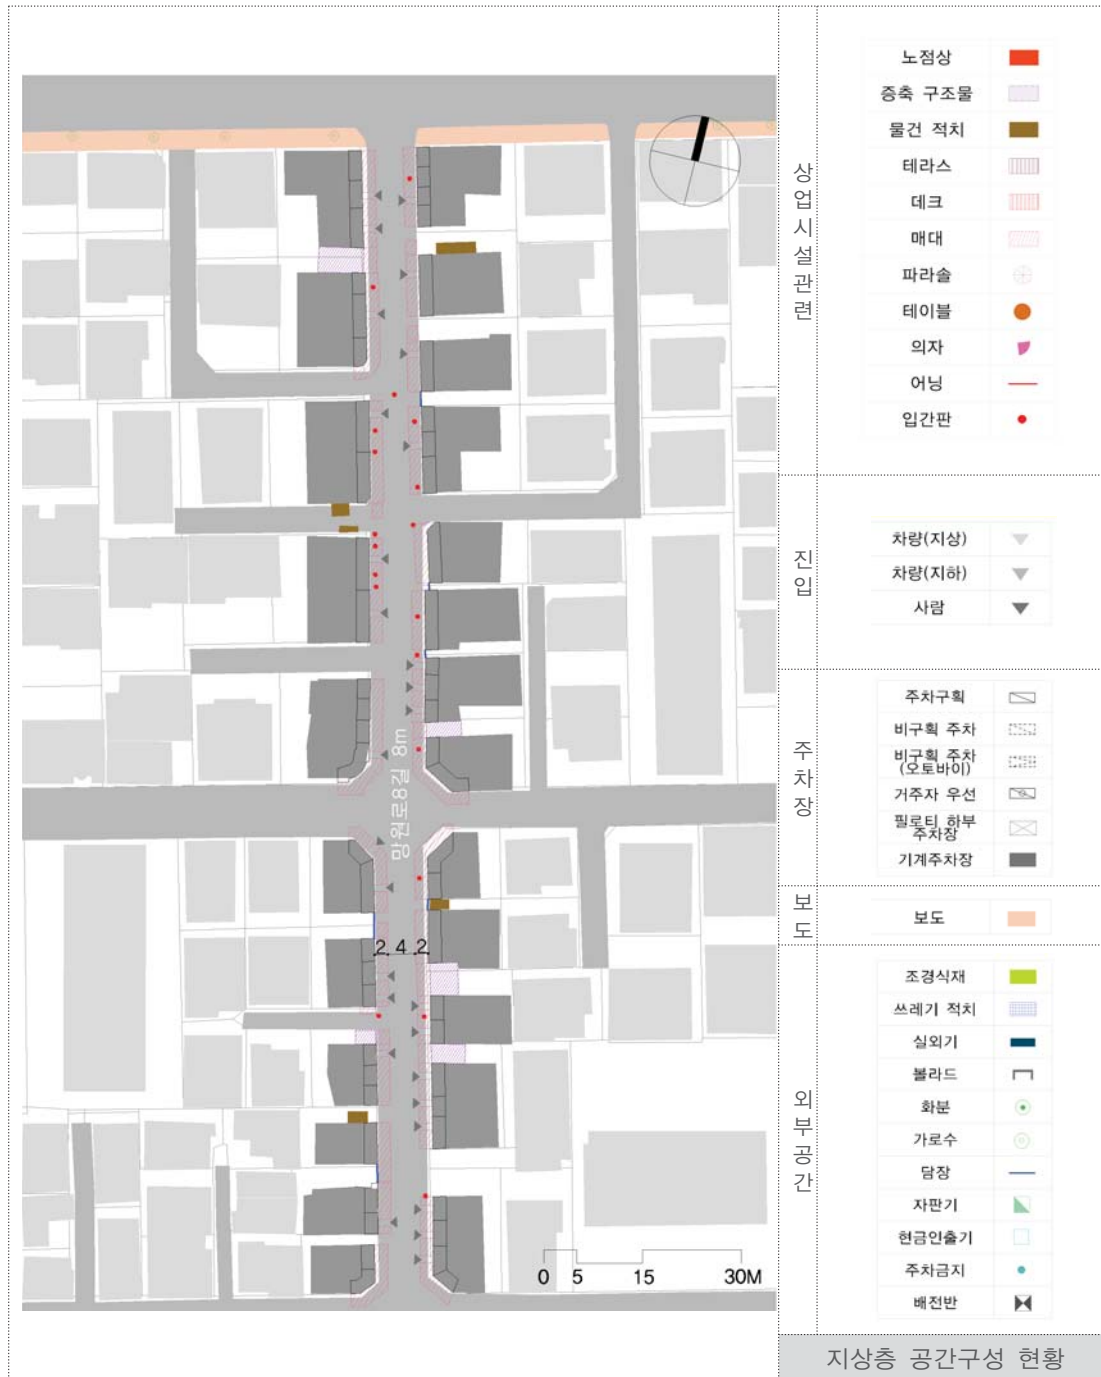 망원로8길 8m
2 4 2
0 5 15 30M
상업시설관련
노점상
증축 구조물
물건 적치
테라스
데크
매대
파라솔
테이블
의자
어닝
입간판
진입
차량(지상)
차량(지하)
사람
주차장
주차구획
비구획 주차
비구획 주차
(오토바이)
거주자 우선
필로티 하부
주차장
기계주차장
보도
보도
외부공간
조경식재
쓰레기 적치
실외기
볼라드
화분
가로수
담장
자판기
현금인출기
주차금지
배전반
지상층 공간구성 현황